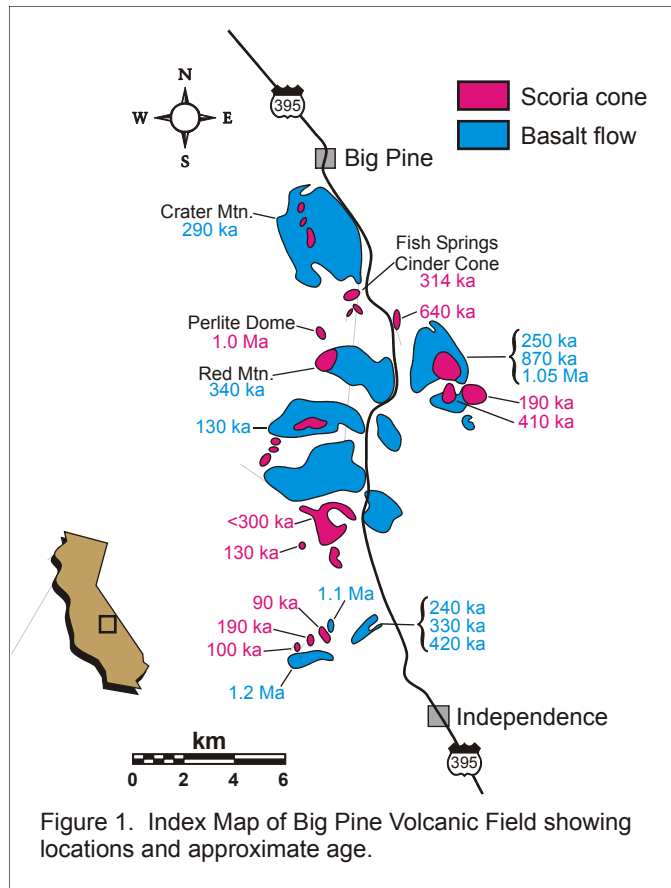 N
W E
S
395
Scoria cone
Basalt flow
Big Pine
Crater Mtn.
290 ka
Fish Springs
Cinder Cone
314 ka
640 ka
Perlite Dome
1.0 Ma
250 ka
870 ka
1.05 Ma
Red Mtn.
340 ka
190 ka
410 ka
130 ka
<300 ka
130 ka
1.1 Ma
90 ka
190 ka
100 ka
240 ka
330 ka
420 ka
1.2 Ma
Independence
km
0 2 4 6
395
Figure 1. Index Map of Big Pine Volcanic Field showing
locations and approximate age.